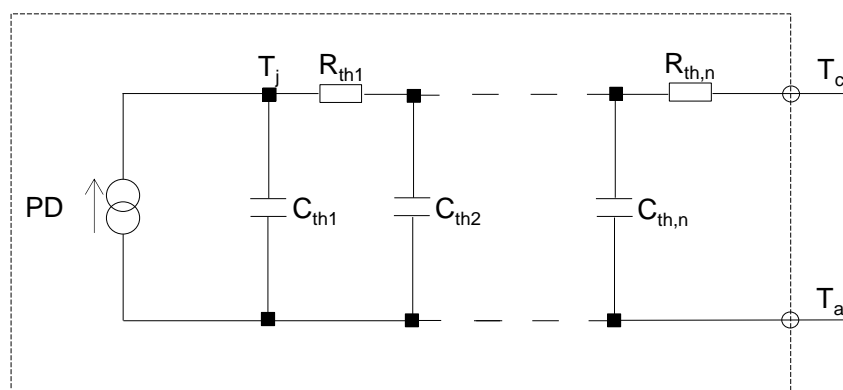 T_j R_th1 R_th,n T_c
PD C_th1 C_th2 C_th,n
T_a